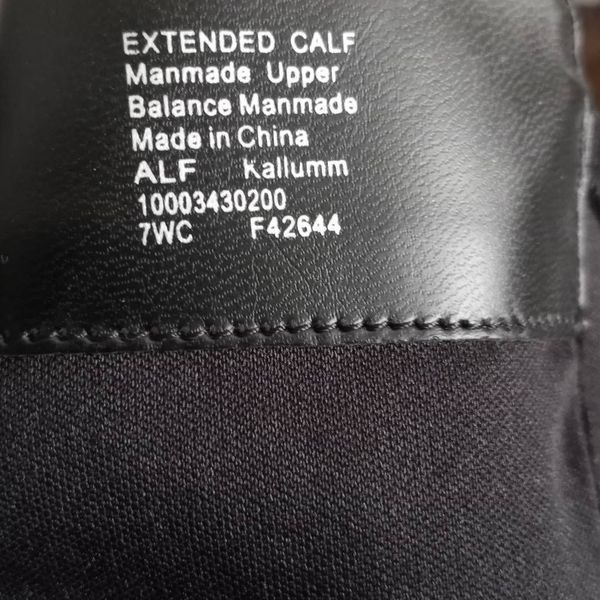 EXTENDED CALF
Manmade Upper
Balance Manmade
Made in China
ALF Kallumm
10003430200
7WC F42644